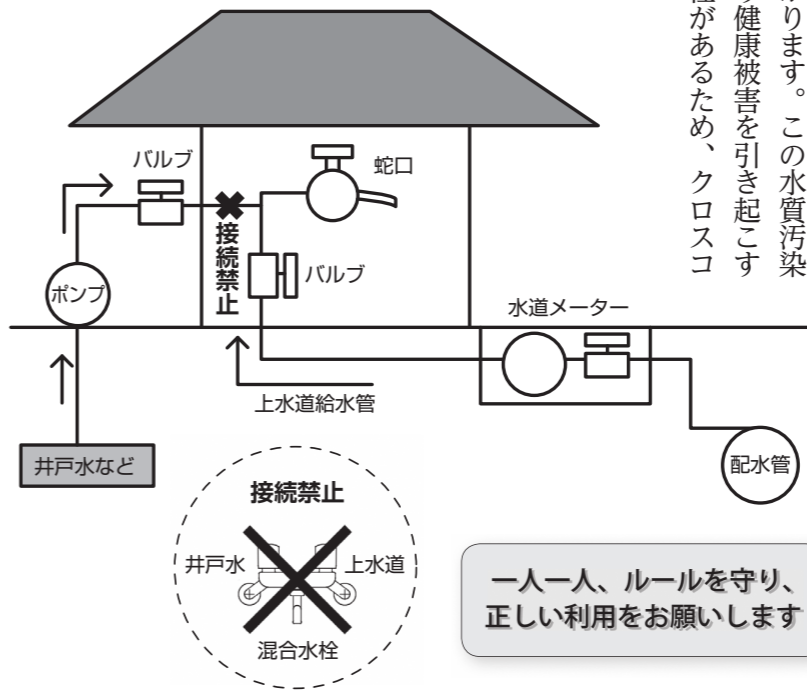 かります。この水質汚染
健康被害を引き起こす
性があるため、クロスコ
バルブ
蛇口
接続禁止
バルブ
ポンプ
水道メーター
上水道給水管
井戸水など
配水管
接続禁止
井戸水
上水道
混合水栓
一人一人、ルールを守り、
正しい利用をお願いします